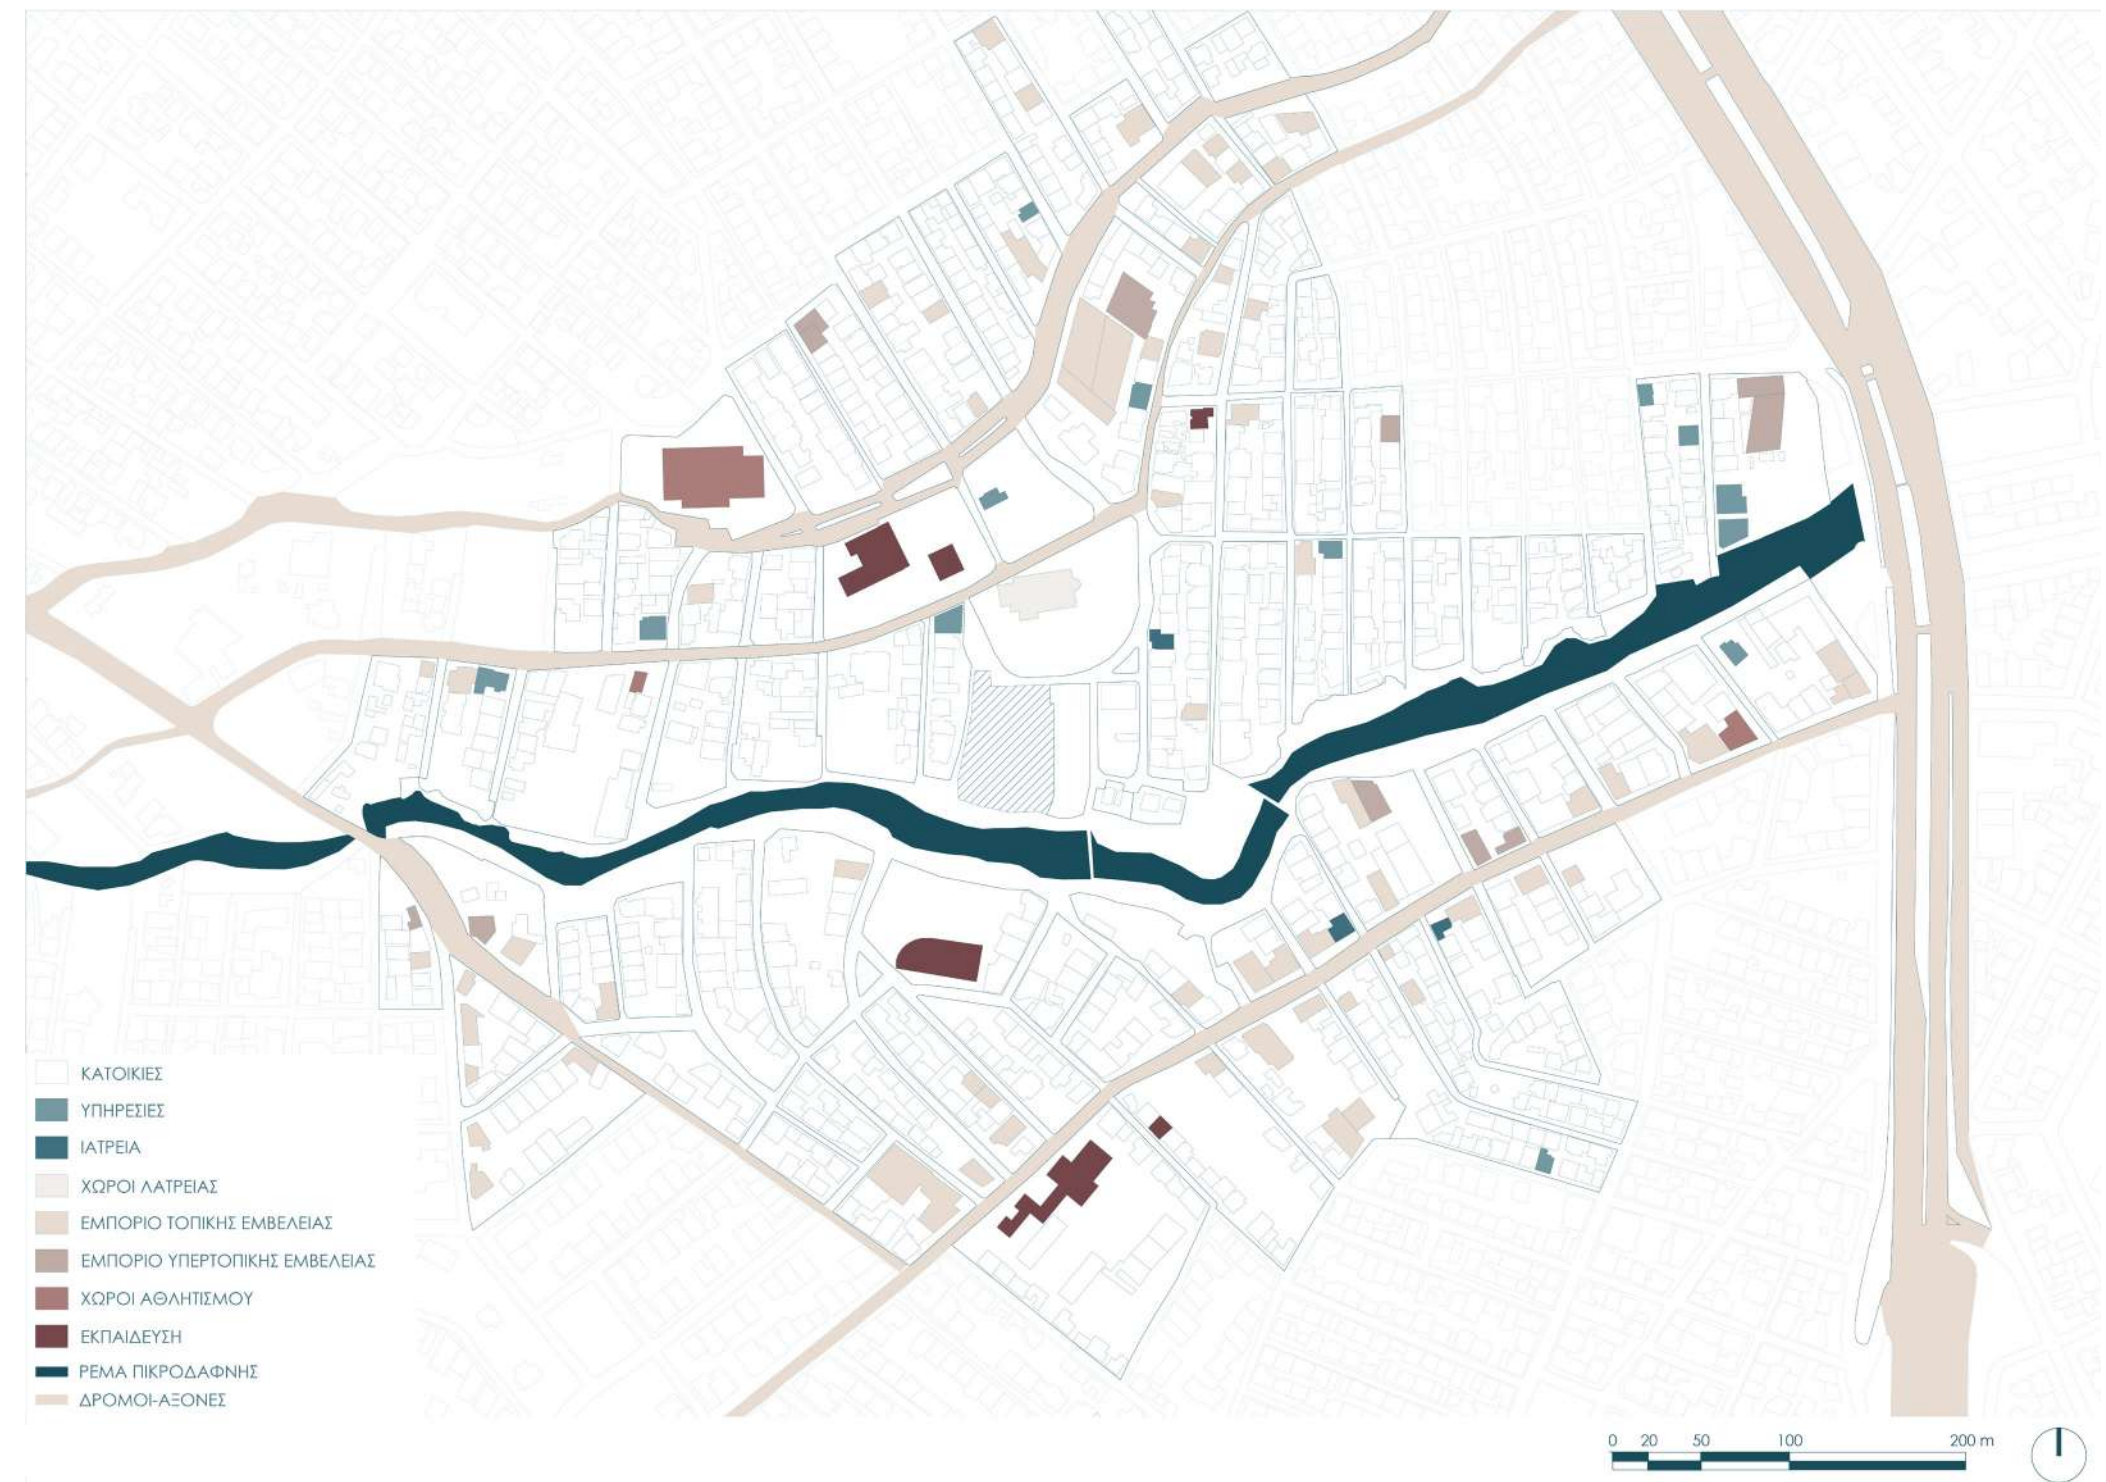 ΚΑΤΟΙΚΙΕΣ
ΥΠΗΡΕΣΙΕΣ
ΙΑΤΡΕΙΑ
ΧΩΡΟΙ ΛΑΤΡΕΙΑΣ
ΕΜΠΟΡΙΟ ΤΟΠΙΚΗΣ ΕΜΒΕΛΕΙΑΣ
ΕΜΠΟΡΙΟ ΥΠΕΡΤΟΠΙΚΗΣ ΕΜΒΕΛΕΙΑΣ
ΧΩΡΟΙ ΑΘΛΗΤΙΣΜΟΥ
ΕΚΠΑΙΔΕΥΣΗ
ΡΕΜΑ ΠΙΚΡΟΔΑΦΝΗΣ
ΔΡΟΜΟΙ-ΑΞΟΝΕΣ
0 20 50 100 200 m